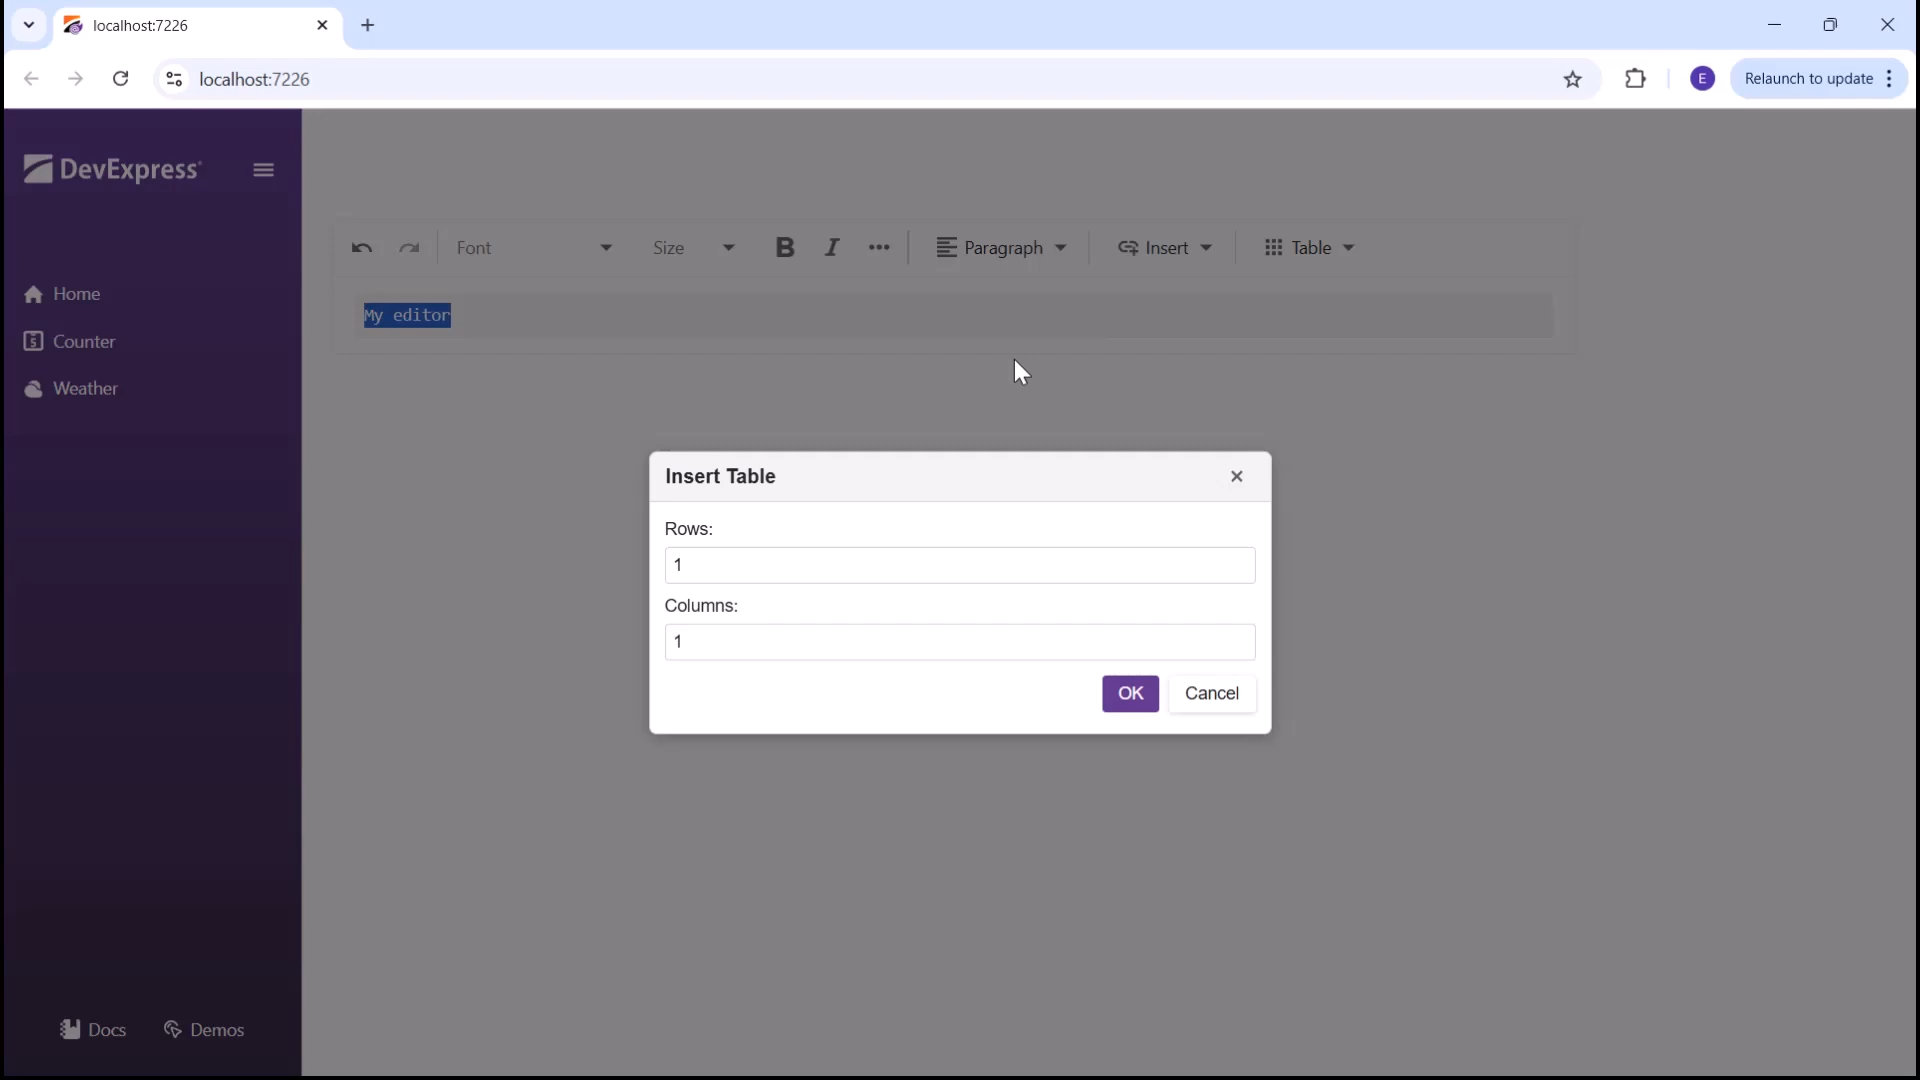 localhost:7226
localhost:7226
E
Relaunch to update
DevExpress
Font
Size
B
I
Paragraph
Insert
Table
Home
My editor
5
Counter
Weather
Insert Table
Rows:
1
Columns:
1
OK
Cancel
Docs
Demos